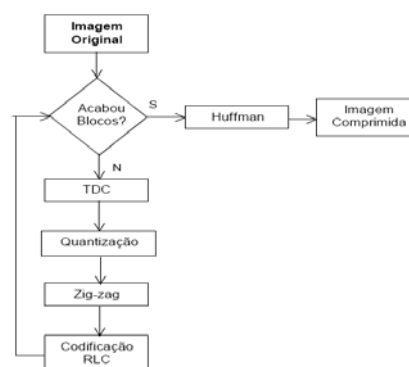 Imagem
Original
Acabou
Blocos?
S
Huffman
Imagem
Comprimida
N
TDC
Quantização
Zig-zag
Codificação
RLC